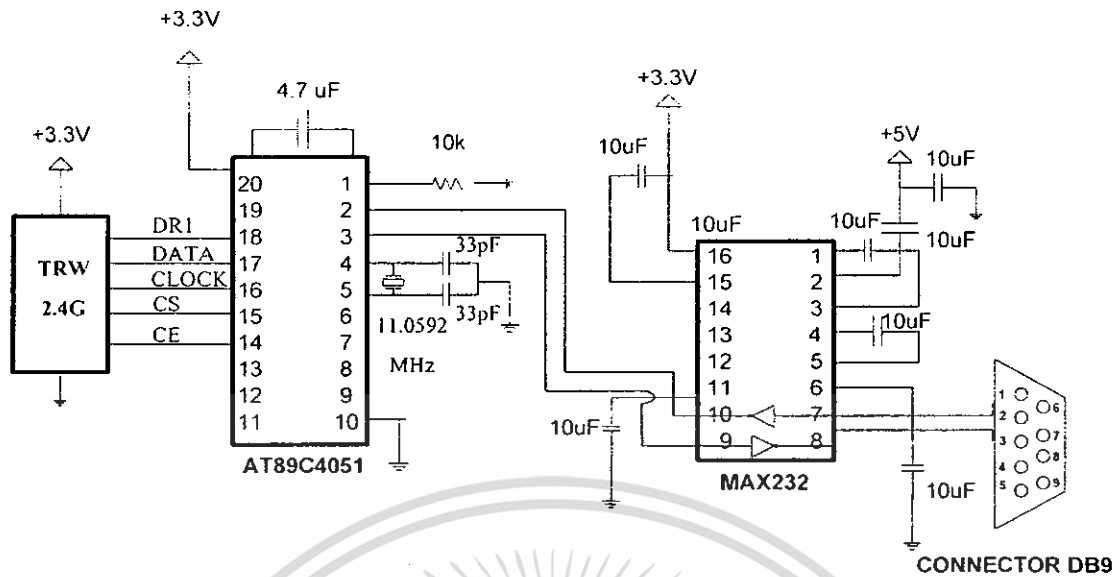 +3.3V
4.7 uF
+3.3V
TRW
2.4G
DR1
DATA
CLOCK
CS
CE
20
19
18
17
16
15
14
13
12
11
1
2
3
4
5
6
7
8
9
10
AT89C4051
10k
33pF
33pF
11.0592
MHz
+3.3V
10uF
10uF
16
15
14
13
12
11
10
9
1
2
3
4
5
6
7
8
MAX232
10uF
+5V
10uF
10uF
10uF
10uF
10uF
1
2
3
4
5
6
7
8
9
CONNECTOR DB9